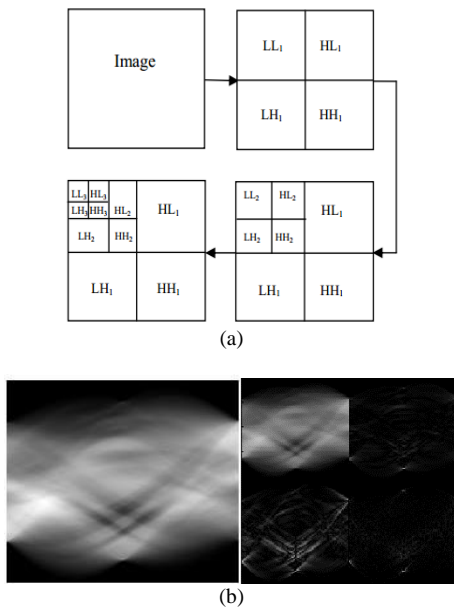 Image
LL₁ HL₁
LH₁ HH₁
LL₃ HL₃
LH₃ HH₃ HL₂ HL₁
LH₂ HH₂
LH₁ HH₁
LL₂ HL₂
HL₁
LH₂ HH₂
LH₁ HH₁
(a)
(b)